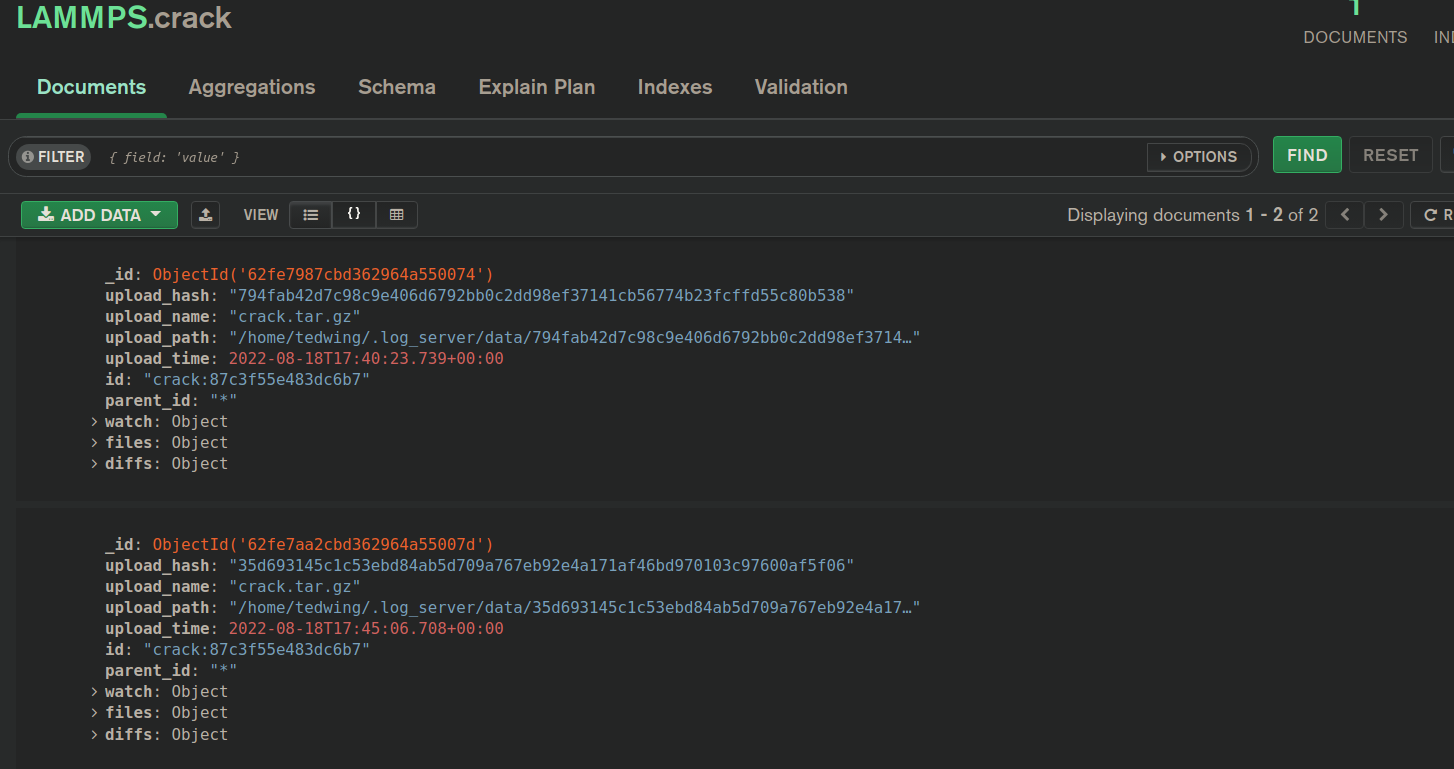 LAMMPS.crack
1
DOCUMENTS
Documents Aggregations Schema Explain Plan Indexes Validation
FILTER { field: 'value' } OPTIONS FIND RESET
ADD DATA VIEW {} Displaying documents 1 - 2 of 2
_id: ObjectId('62fe7987cbd362964a550074')
upload_hash: "794fab42d7c98c9e406d6792bb0c2dd98ef37141cb56774b23fcffd55c80b538"
upload_name: "crack.tar.gz"
upload_path: "/home/tedwing/.log_server/data/794fab42d7c98c9e406d6792bb0c2dd98ef3714…"
upload_time: 2022-08-18T17:40:23.739+00:00
id: "crack:87c3f55e483dc6b7"
parent_id: "*"
watch: Object
files: Object
diffs: Object
_id: ObjectId('62fe7aa2cbd362964a55007d')
upload_hash: "35d693145c1c53ebd84ab5d709a767eb92e4a171af46bd970103c97600af5f06"
upload_name: "crack.tar.gz"
upload_path: "/home/tedwing/.log_server/data/35d693145c1c53ebd84ab5d709a767eb92e4a17…"
upload_time: 2022-08-18T17:45:06.708+00:00
id: "crack:87c3f55e483dc6b7"
parent_id: "*"
watch: Object
files: Object
diffs: Object